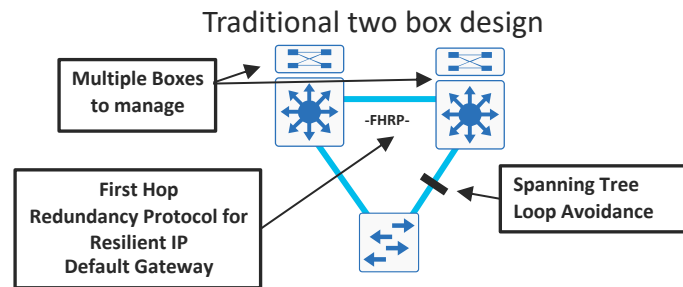 Traditional two box design
Multiple Boxes
to manage
-FHRP-
First Hop
Redundancy Protocol for
Resilient IP
Default Gateway
Spanning Tree
Loop Avoidance